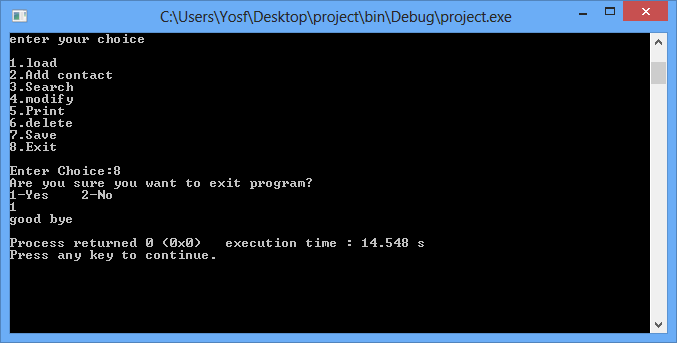 C:\Users\Yosf\Desktop\project\bin\Debug\project.exe
enter your choice
1.load
2.Add contact
3.Search
4.modify
5.Print
6.delete
7.Save
8.Exit
Enter Choice:8
Are you sure you want to exit program?
1-Yes    2-No
1
good bye
Process returned 0 (0x0)   execution time : 14.548 s
Press any key to continue.